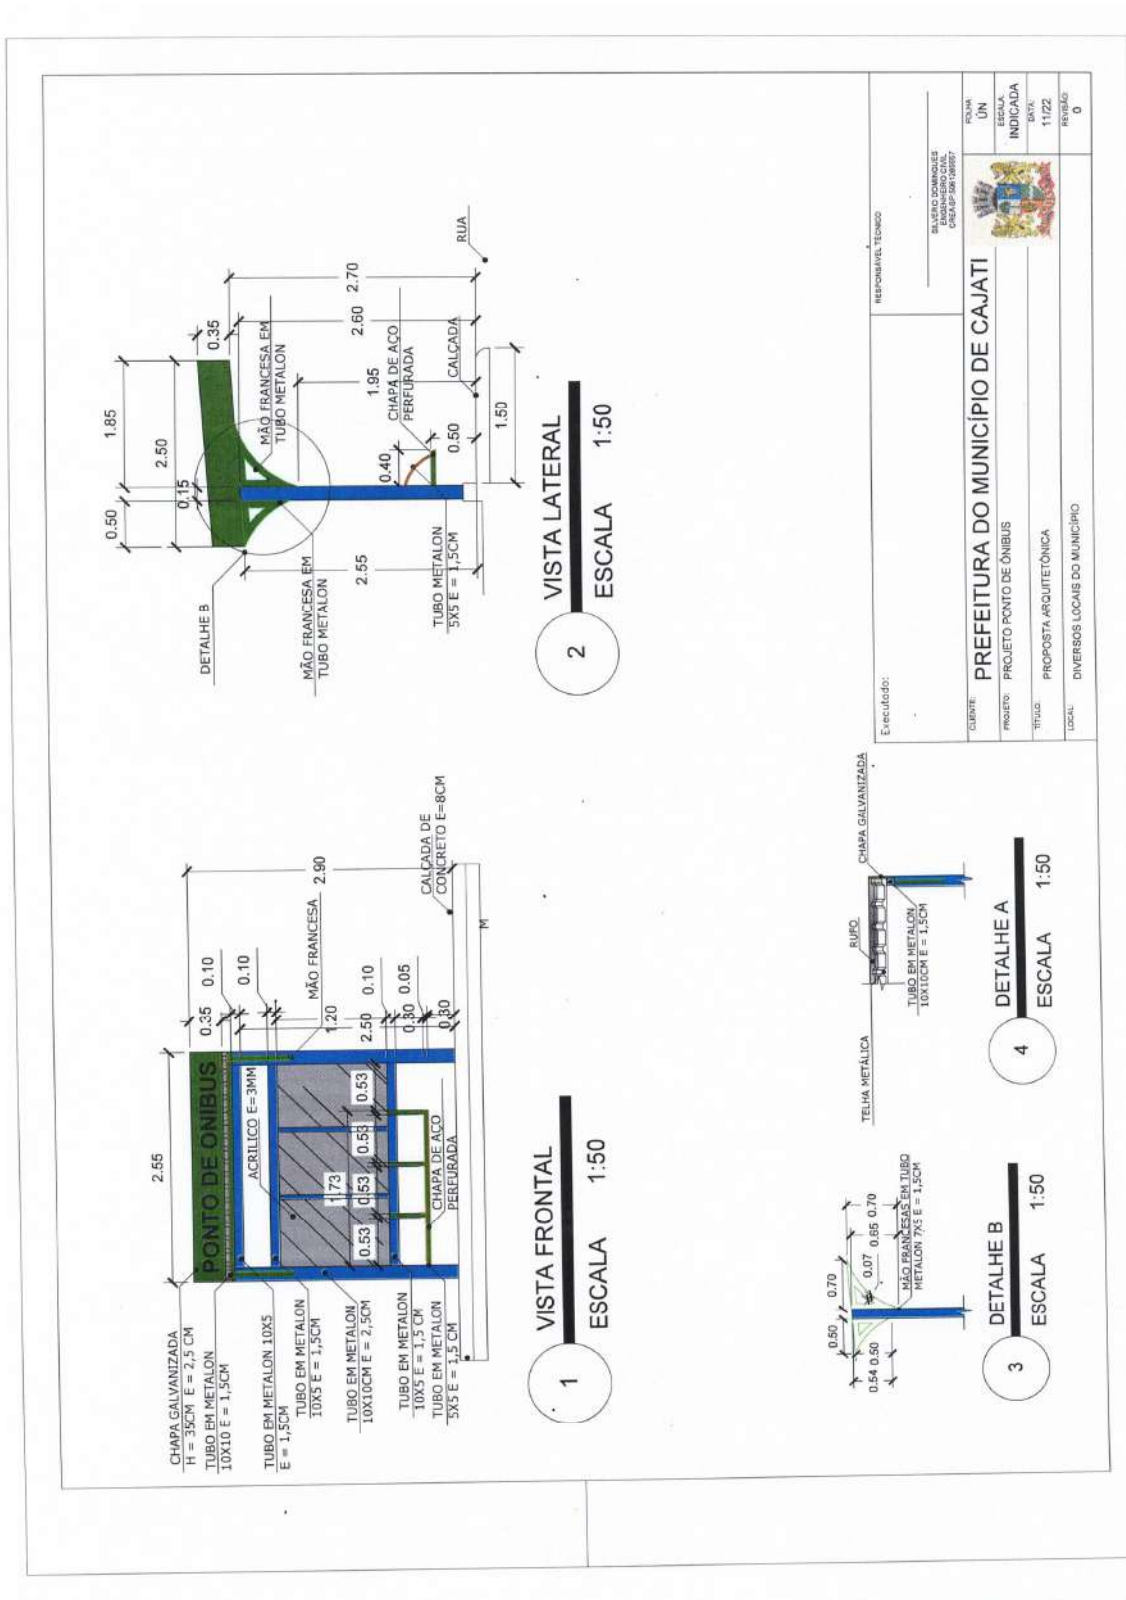 CHAPA GALVANIZADA
H = 35CM E = 2,5 CM
TUBO EM METALON
10X10 E = 1,5CM
TUBO EM METALON 10X5
E = 1,5CM
TUBO EM METALON
10X5 E = 1,5CM
TUBO EM METALON
10X10CM E = 2,5CM
TUBO EM METALON
10X5 E = 1,5 CM
TUBO EM METALON
5X5 E = 1,5 CM
2.55
PONTO DE ONIBUS
ACRILICO E=3MM
1.73
0.53
0.53
0.53
0.53
CHAPA DE AÇO
PERFURADA
0.35
0.10
0.10
MÃO FRANCESA
1.20
2.90
2.50
0.10
0.30
0.05
0.30
CALÇADA DE
CONCRETO E=8CM
M
1
VISTA FRONTAL
ESCALA 1:50
0.50
1.85
2.50
0.15
0.35
DETALHE B
MÃO FRANCESA EM
TUBO METALON
MÃO FRANCESA EM
TUBO METALON
2.55
2.60
2.70
1.95
CHAPA DE AÇO
PERFURADA
0.40
0.50
TUBO METALON
5X5 E = 1,5CM
CALÇADA
RUA
1.50
2
VISTA LATERAL
ESCALA 1:50
0.50
0.70
0.07
0.65
0.70
0.54
0.50
MÃO FRANCESAS EM TUBO
METALON 7X5 E = 1,5CM
3
DETALHE B
ESCALA 1:50
TELHA METÁLICA
RUFO
CHAPA GALVANIZADA
TUBO EM METALON
10X10CM E = 1,5CM
4
DETALHE A
ESCALA 1:50
Executado:
RESPONSÁVEL TÉCNICO
SILVERIO DOMINGUES
ENGENHEIRO CIVIL
CLIENTE:
PREFEITURA DO MUNICÍPIO DE CAJATI
PROJETO:
PROJETO PONTO DE ÔNIBUS
TÍTULO:
PROPOSTA ARQUITETÔNICA
LOCAL:
DIVERSOS LOCAIS DO MUNICÍPIO
FOLHA:
ÚN
ESCALA:
INDICADA
DATA:
11/22
REVISÃO:
0